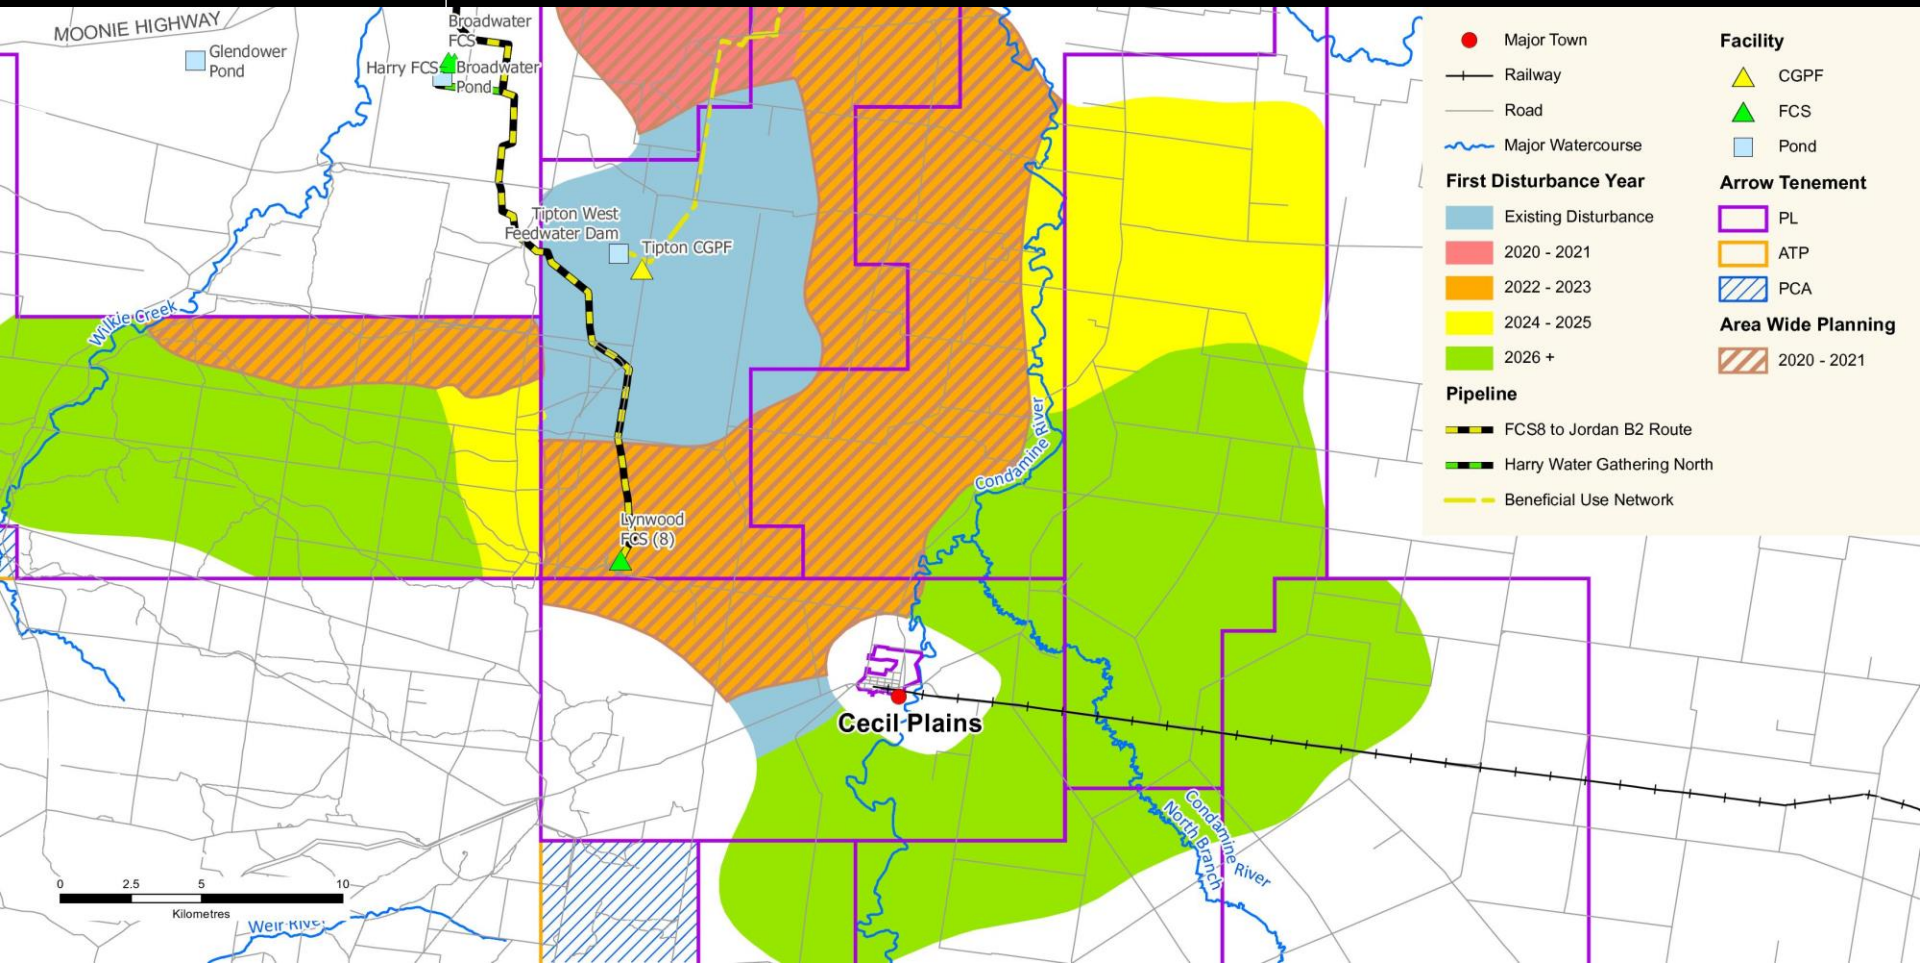 MOONIE HIGHWAY
Glendower
Pond
Broadwater
FCS
Harry FCS
Broadwater
Pond
Tipton West
Feedwater Dam
Tipton CGPF
Wilkie Creek
Lynwood
FCS (8)
Condamine River
Cecil Plains
Condamine River
North Branch
Weir River
0 2.5 5 10
Kilometres
Major Town
Railway
Road
Major Watercourse
First Disturbance Year
Existing Disturbance
2020 - 2021
2022 - 2023
2024 - 2025
2026 +
Pipeline
FCS8 to Jordan B2 Route
Harry Water Gathering North
Beneficial Use Network
Facility
CGPF
FCS
Pond
Arrow Tenement
PL
ATP
PCA
Area Wide Planning
2020 - 2021